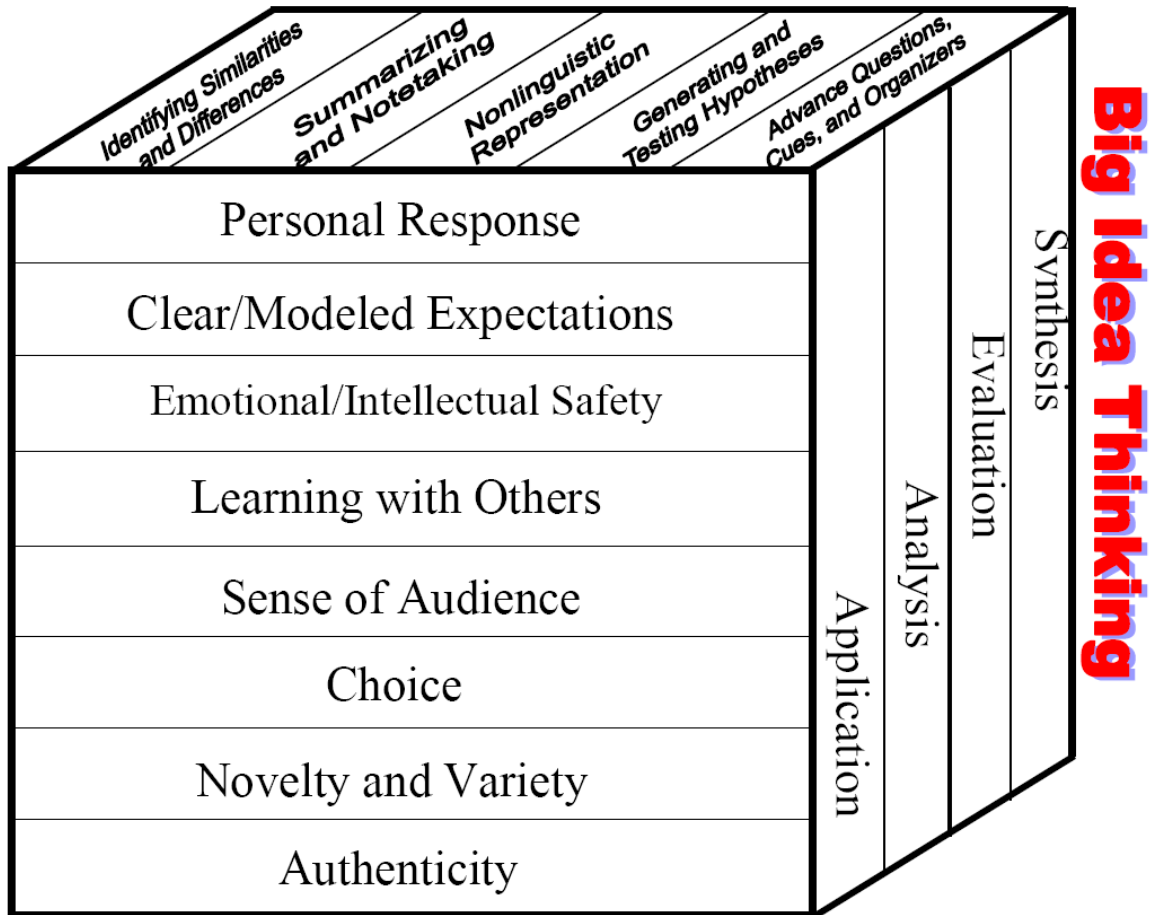 Identifying Similarities
and Differences
Summarizing
and Notetaking
Nonlinguistic
Representation
Generating and
Testing Hypotheses
Advance Questions,
Cues, and Organizers
Personal Response
Clear/Modeled Expectations
Emotional/Intellectual Safety
Learning with Others
Sense of Audience
Choice
Novelty and Variety
Authenticity
Application
Analysis
Evaluation
Synthesis
Big Idea Thinking